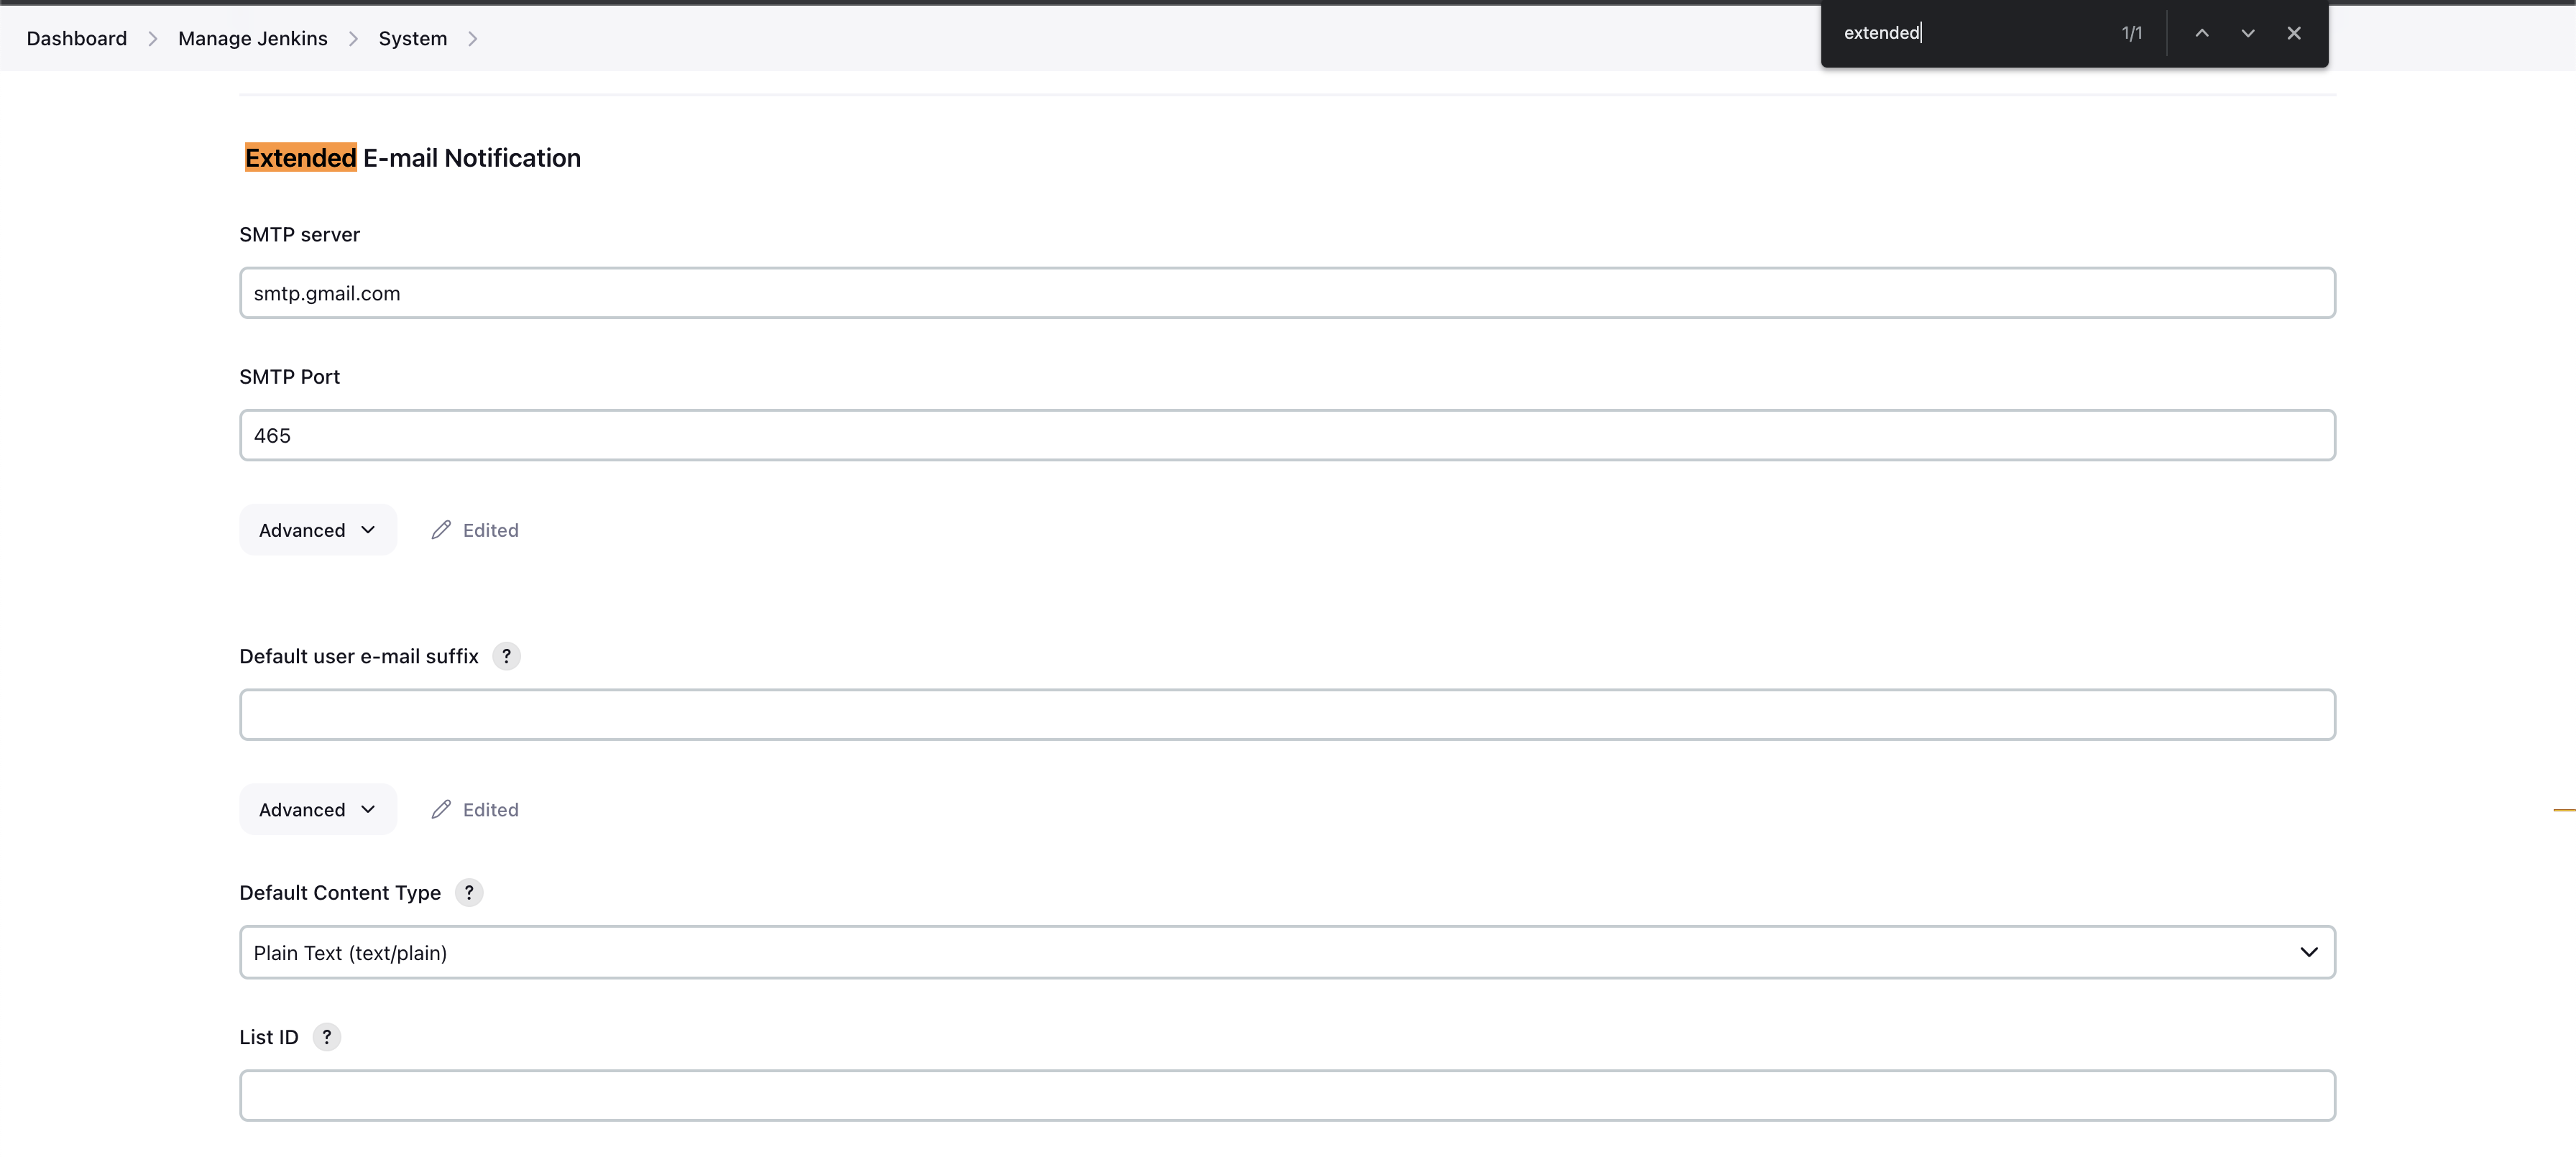 Dashboard > Manage Jenkins > System >
extended 1/1
Extended E-mail Notification
SMTP server
smtp.gmail.com
SMTP Port
465
Advanced Edited
Default user e-mail suffix ?
Advanced Edited
Default Content Type ?
Plain Text (text/plain)
List ID ?